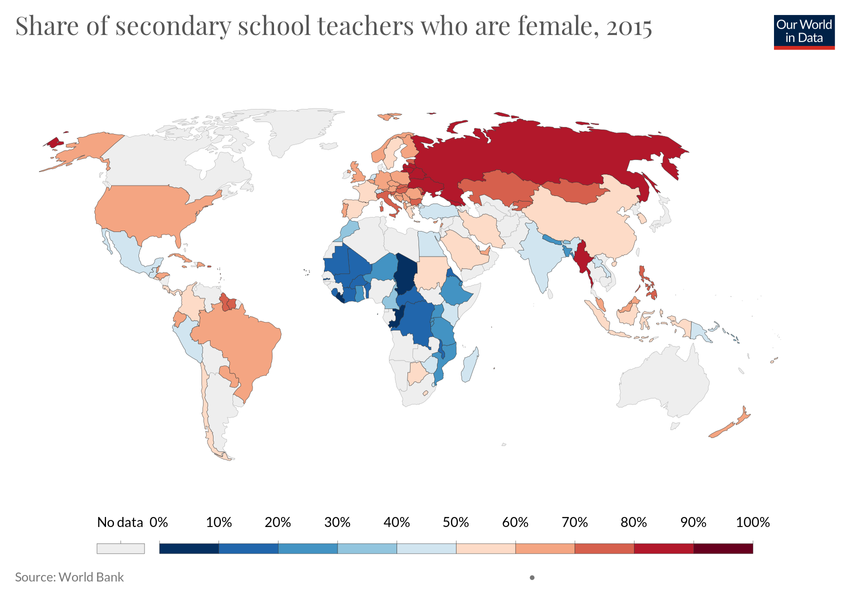 Share of secondary school teachers who are female, 2015
Our World
in Data
No data 0% 10% 20% 30% 40% 50% 60% 70% 80% 90% 100%
Source: World Bank